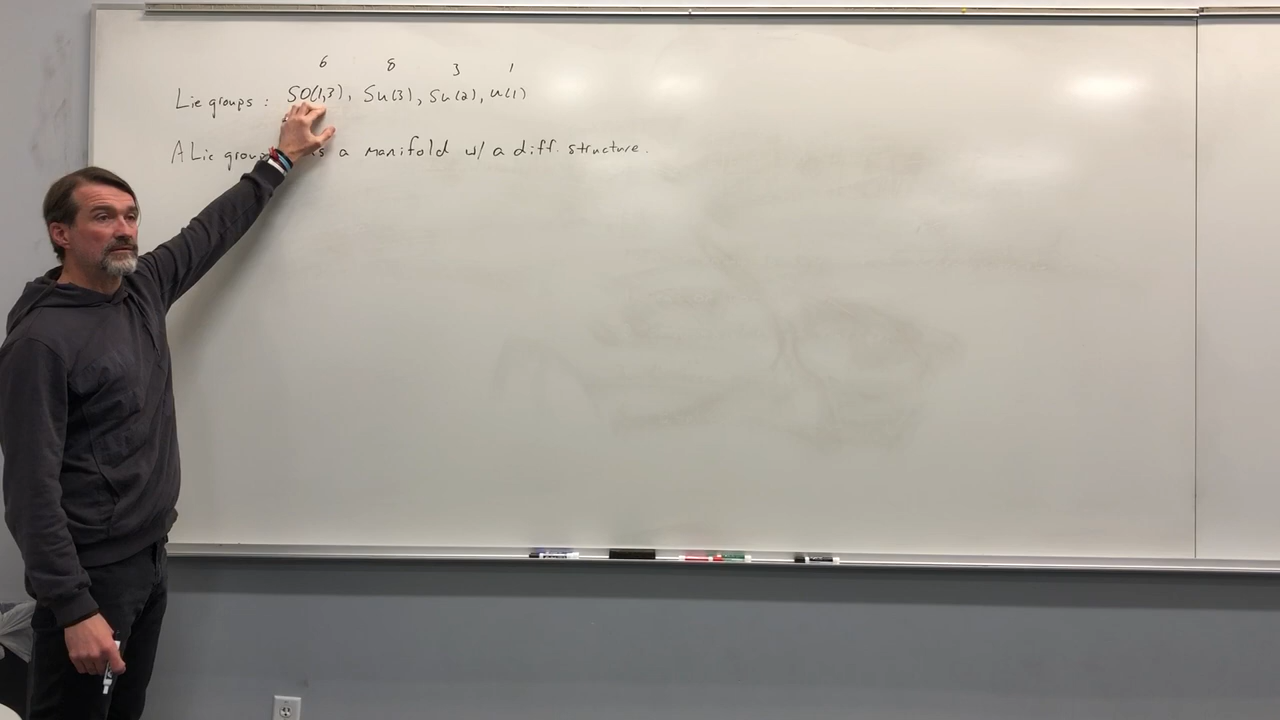 6 8 3 1
Lie groups : SO(1,3), SU(3), SU(2), U(1)
A Lie group is a manifold w/ a diff. structure.